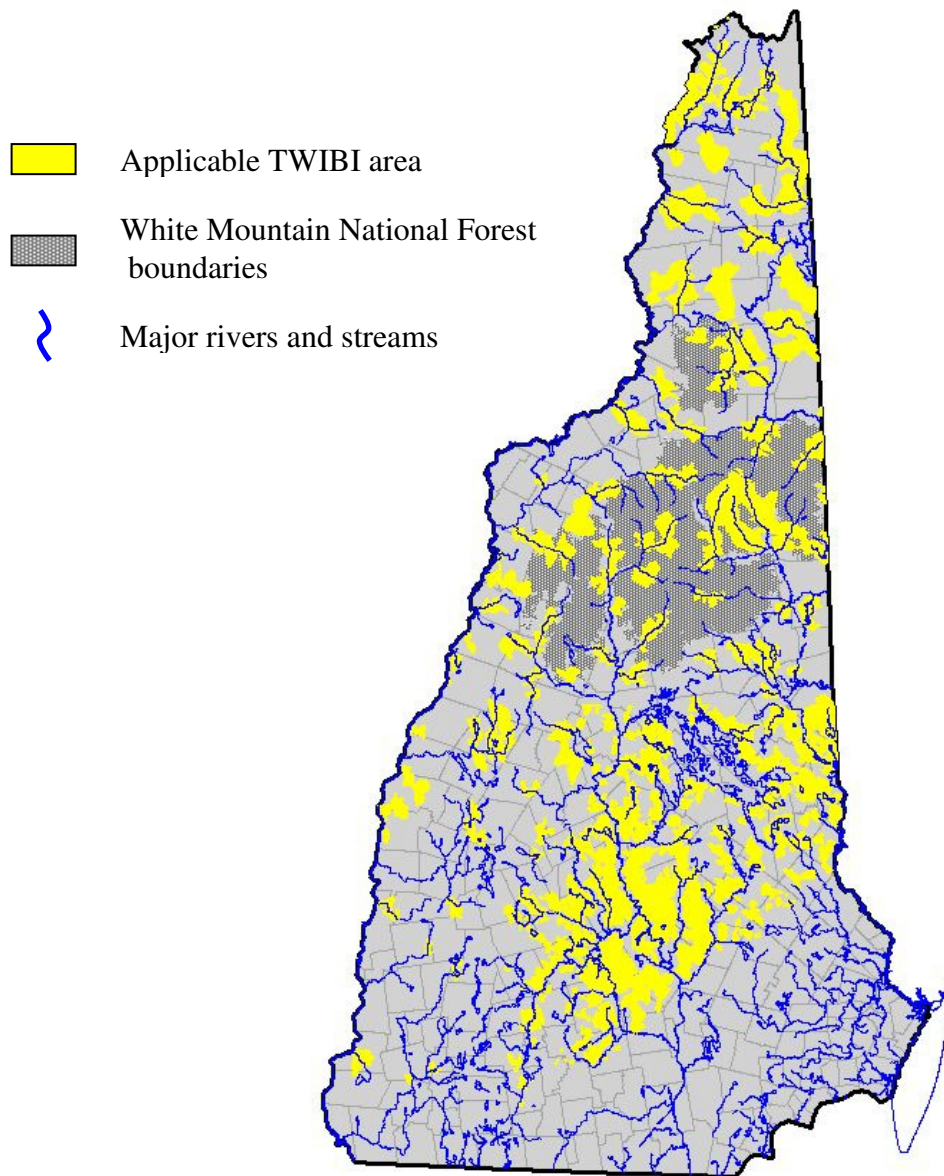 Applicable TWIBI area
White Mountain National Forest
boundaries
Major rivers and streams